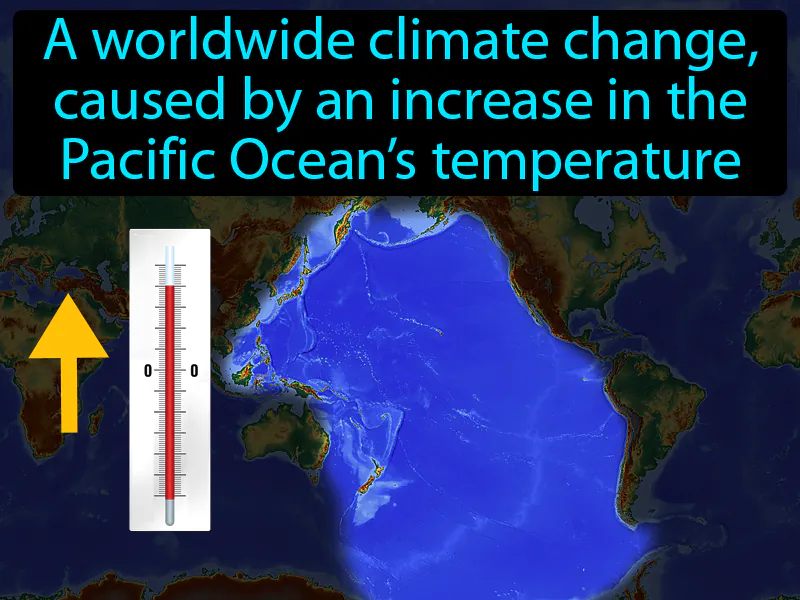 A worldwide climate change,
caused by an increase in the
Pacific Ocean’s temperature
0 0